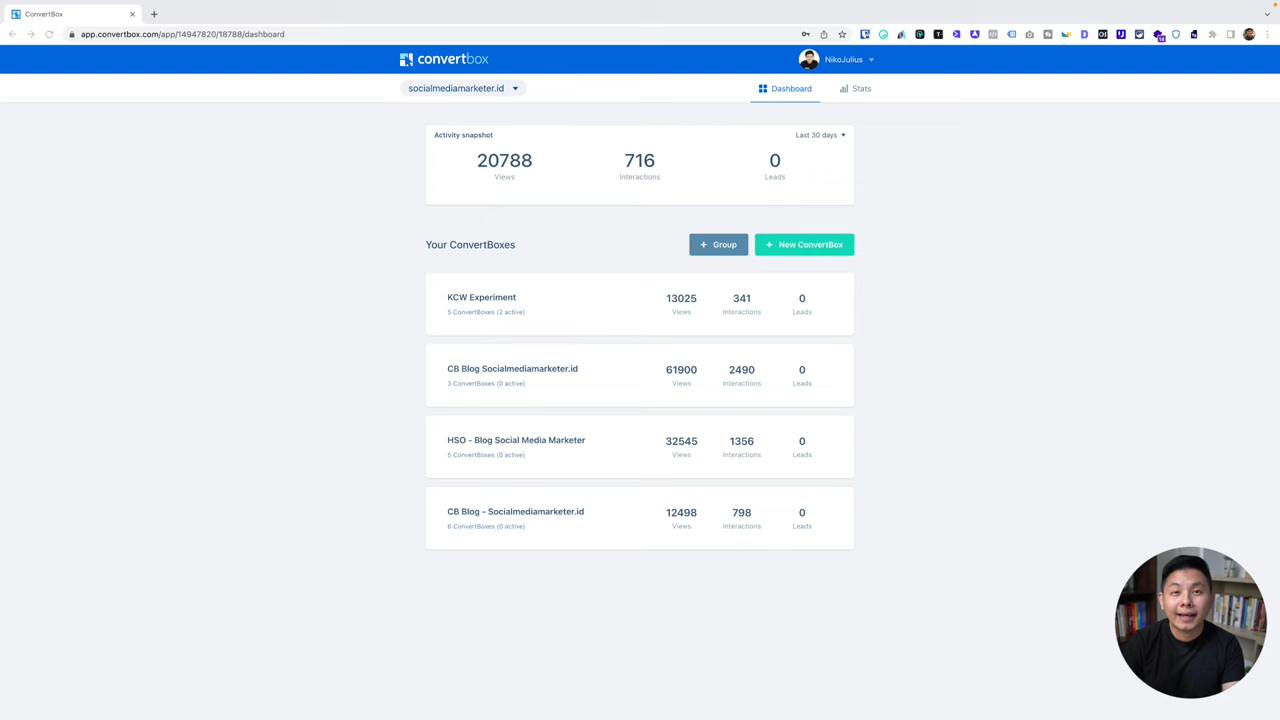 ConvertBox
app.convertbox.com/app/14947820/18788/dashboard
convertbox
NikoJulius
socialmediamarketer.id
Dashboard
Stats
Activity snapshot
Last 30 days
20788
716
0
Views
Interactions
Leads
Your ConvertBoxes
+ Group
+ New ConvertBox
KCW Experiment
13025
341
0
5 ConvertBoxes (2 active)
Views
Interactions
Leads
CB Blog Socialmediamarketer.id
61900
2490
0
3 ConvertBoxes (0 active)
Views
Interactions
Leads
HSO - Blog Social Media Marketer
32545
1356
0
5 ConvertBoxes (0 active)
Views
Interactions
Leads
CB Blog - Socialmediamarketer.id
12498
798
0
6 ConvertBoxes (0 active)
Views
Interactions
Leads